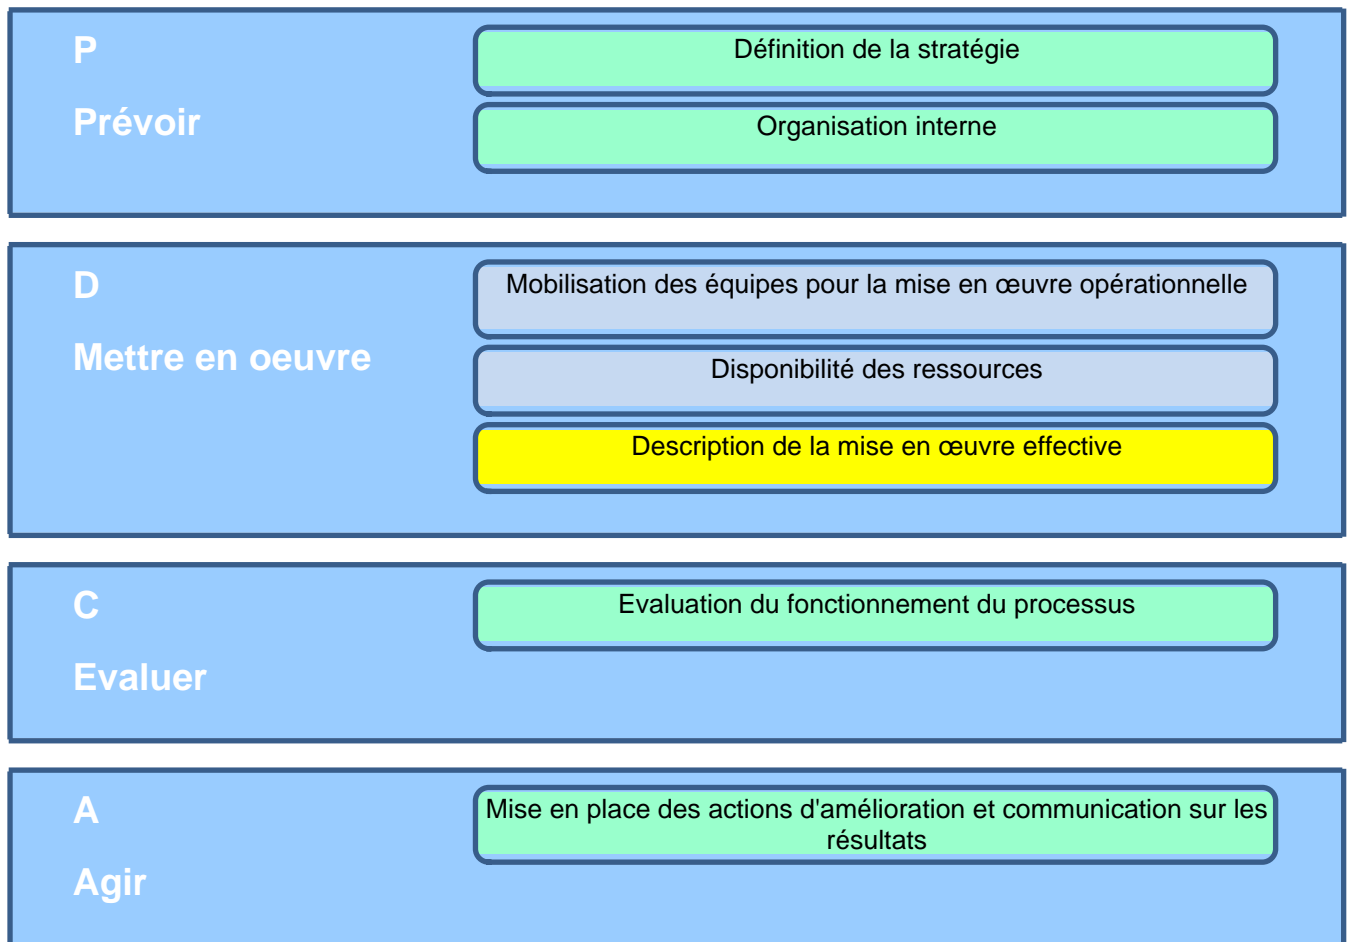 P
Prévoir
Définition de la stratégie
Organisation interne
D
Mettre en oeuvre
Mobilisation des équipes pour la mise en œuvre opérationnelle
Disponibilité des ressources
Description de la mise en œuvre effective
C
Evaluer
Evaluation du fonctionnement du processus
A
Agir
Mise en place des actions d'amélioration et communication sur les
résultats